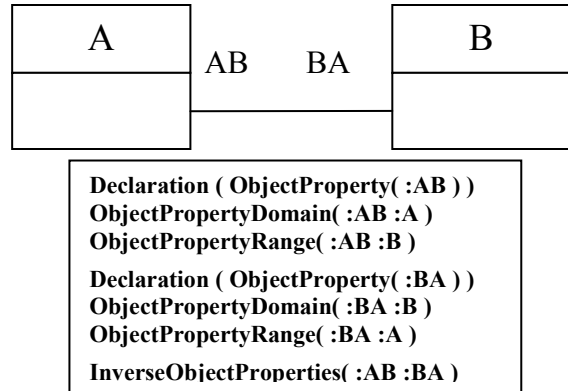 A
B
AB
BA
Declaration ( ObjectProperty( :AB ) )
ObjectPropertyDomain( :AB :A )
ObjectPropertyRange( :AB :B )
Declaration ( ObjectProperty( :BA ) )
ObjectPropertyDomain( :BA :B )
ObjectPropertyRange( :BA :A )
InverseObjectProperties( :AB :BA )